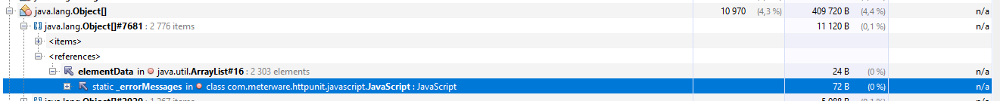 java.lang.Object[] 10 970 (4,3 %) 409 720 B (4,4 %) n/a
java.lang.Object[]#7681 : 2 776 items 11 120 B (0,1 %) n/a
<items>
<references>
elementData in java.util.ArrayList#16 : 2 303 elements 24 B (0 %) n/a
static _errorMessages in class com.meterware.httpunit.javascript.JavaScript : JavaScript 72 B (0 %) n/a